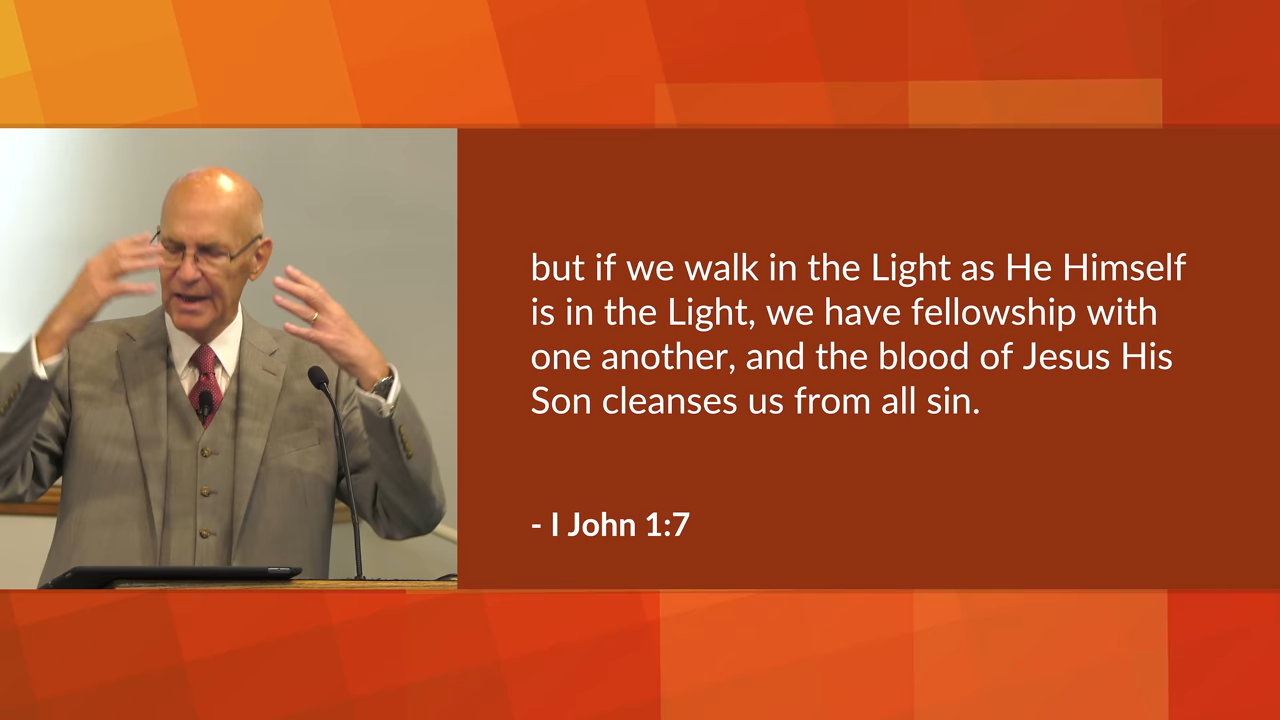 but if we walk in the Light as He Himself
is in the Light, we have fellowship with
one another, and the blood of Jesus His
Son cleanses us from all sin.
- I John 1:7